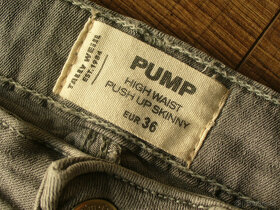 TALLY WEIJL
EST. 1984
PUMP
HIGH WAIST
PUSH UP SKINNY
EUR 36